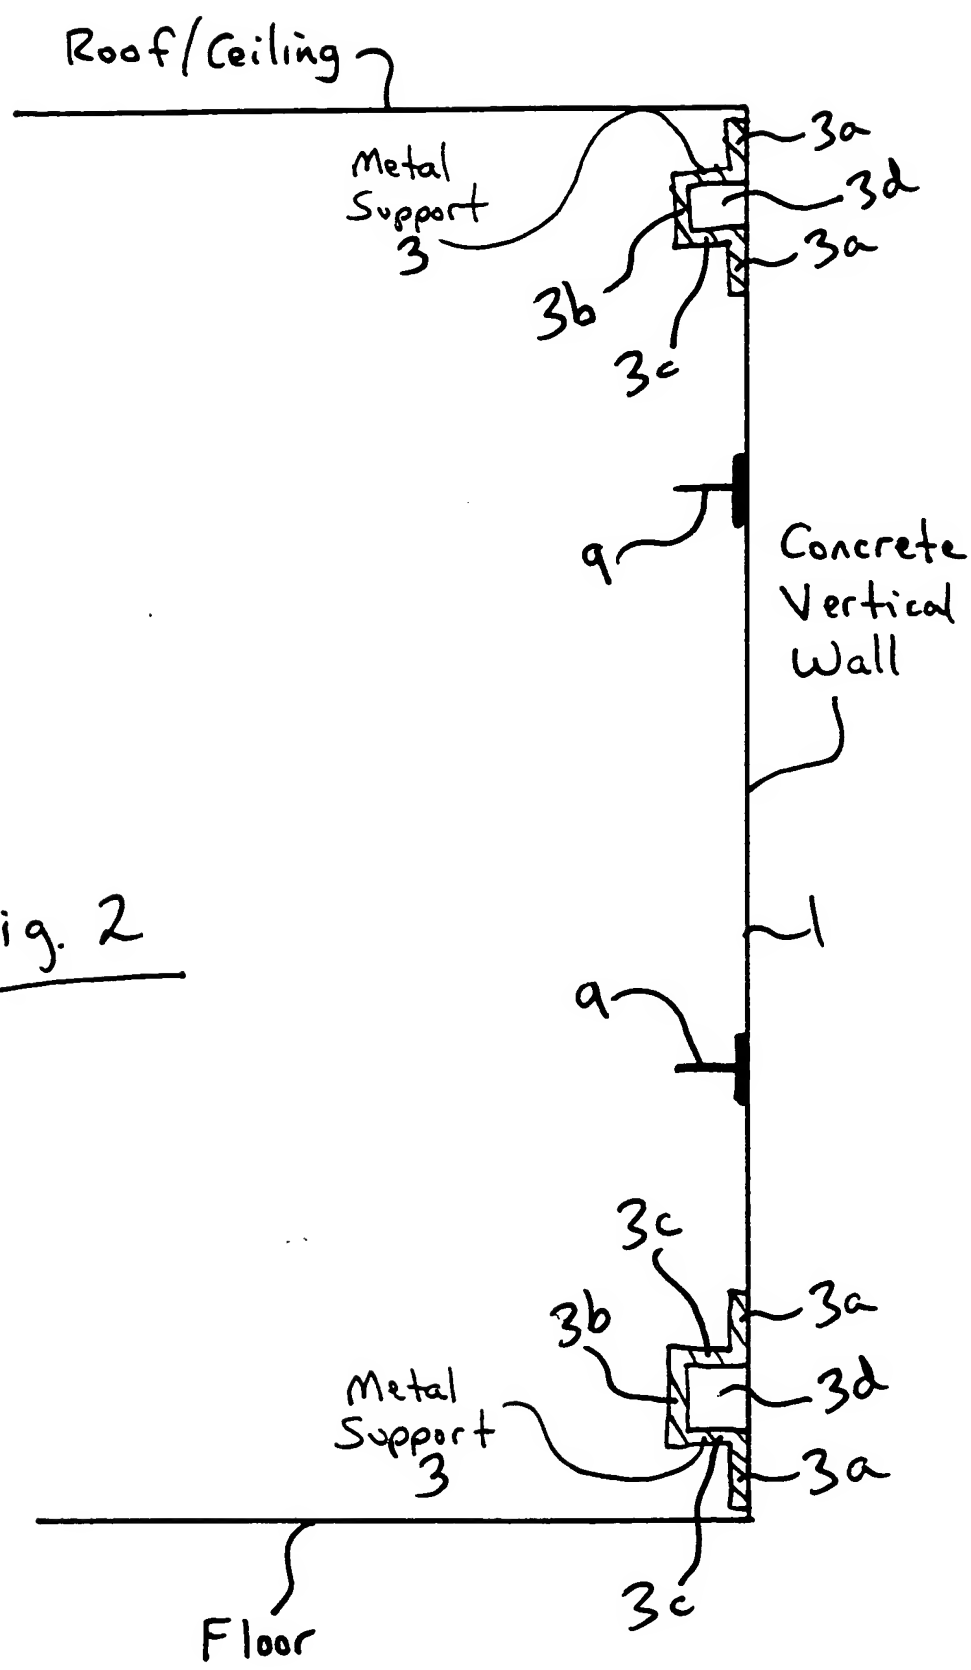 Roof/Ceiling
3a
Metal
Support
3
3d
3a
3b
3c
9
Concrete
Vertical
Wall
ig. 2
1
9
3c
3a
3b
3d
Metal
Support
3
3a
3c
Floor